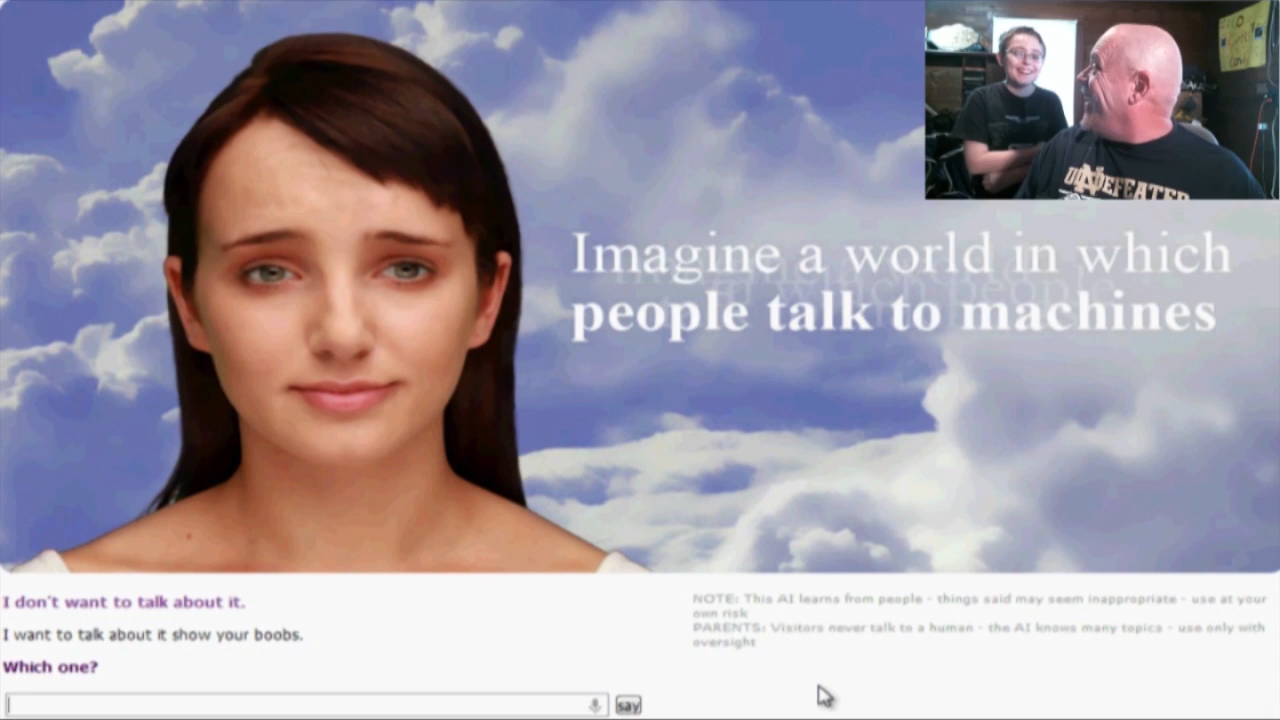 UNDEFEATED
Imagine a world in which
people talk to machines
I don't want to talk about it.
I want to talk about it show your boobs.
Which one?
say
NOTE: This AI learns from people - things said may seem inappropriate - use at your
own risk
PARENTS: Visitors never talk to a human - the AI knows many topics - use only with
oversight